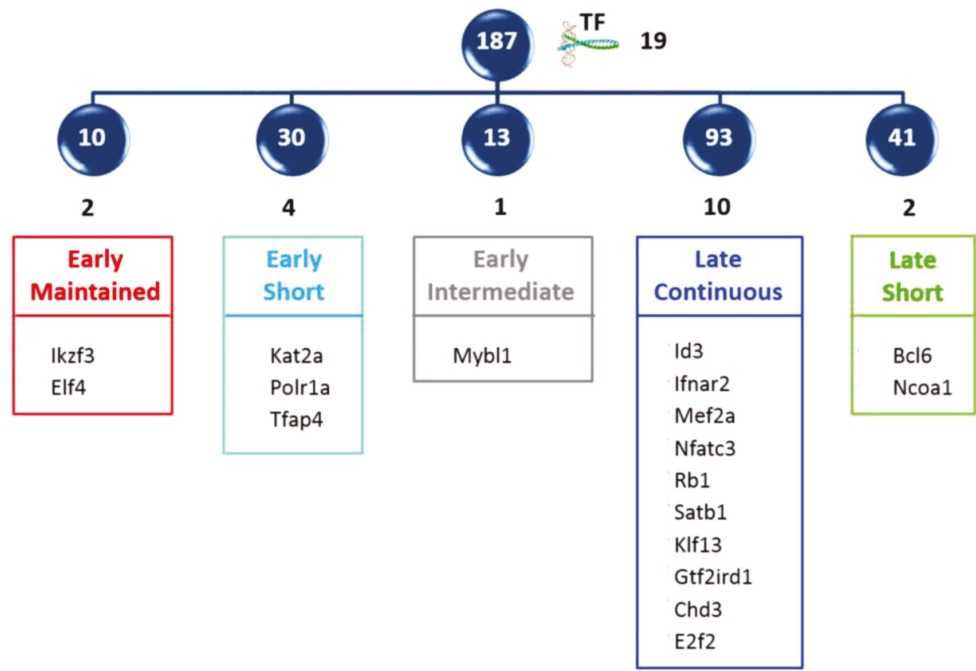 187 TF 19
10 30 13 93 41
2 4 1 10 2
Early
Maintained
Ikzf3
Elf4
Early
Short
Kat2a
Polr1a
Tfap4
Early
Intermediate
Mybl1
Late
Continuous
Id3
Ifnar2
Mef2a
Nfatc3
Rb1
Satb1
Klf13
Gtf2ird1
Chd3
E2f2
Late
Short
Bcl6
Ncoa1